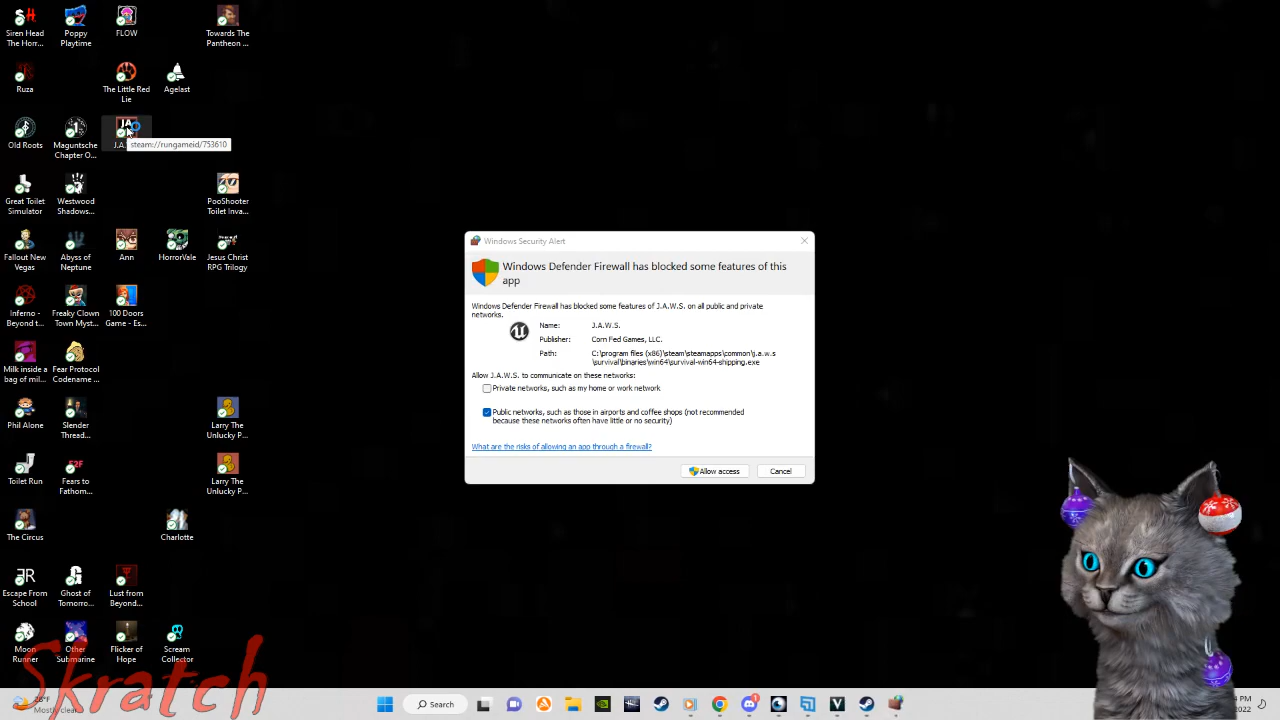 Siren Head
The Horr...
Poppy
Playtime
FLOW
Towards The
Pantheon ...
Ruza
The Little Red
Lie
Agelast
Old Roots
Maguntsche
Chapter O...
J.A.
steam://rungameid/753610
Great Toilet
Simulator
Westwood
Shadows...
PooShooter
Toilet Inva...
Fallout New
Vegas
Abyss of
Neptune
Ann
HorrorVale
Jesus Christ
RPG Trilogy
Inferno -
Beyond t...
Freaky Clown
Town Myst...
100 Doors
Game - Es...
Milk inside a
bag of mil...
Fear Protocol
Codename...
Phil Alone
Slender
Thread...
Larry The
Unlucky P...
Toilet Run
Fears to
Fathom...
Larry The
Unlucky P...
The Circus
Charlotte
Escape From
School
Ghost of
Tomorro...
Lust from
Beyond...
Moon
Runner
Other
Submarine
Flicker of
Hope
Scream
Collector
Windows Security Alert
Windows Defender Firewall has blocked some features of this
app
Windows Defender Firewall has blocked some features of J.A.W.S. on all public and private
networks.
Name: J.A.W.S.
Publisher: Corn Fed Games, LLC.
Path: C:\program files (x86)\steam\steamapps\common\j.a.w.s
\survival\binaries\win64\survival-win64-shipping.exe
Allow J.A.W.S. to communicate on these networks:
Private networks, such as my home or work network
Public networks, such as those in airports and coffee shops (not recommended
because these networks often have little or no security)
What are the risks of allowing an app through a firewall?
Allow access
Cancel
Skratch
Search